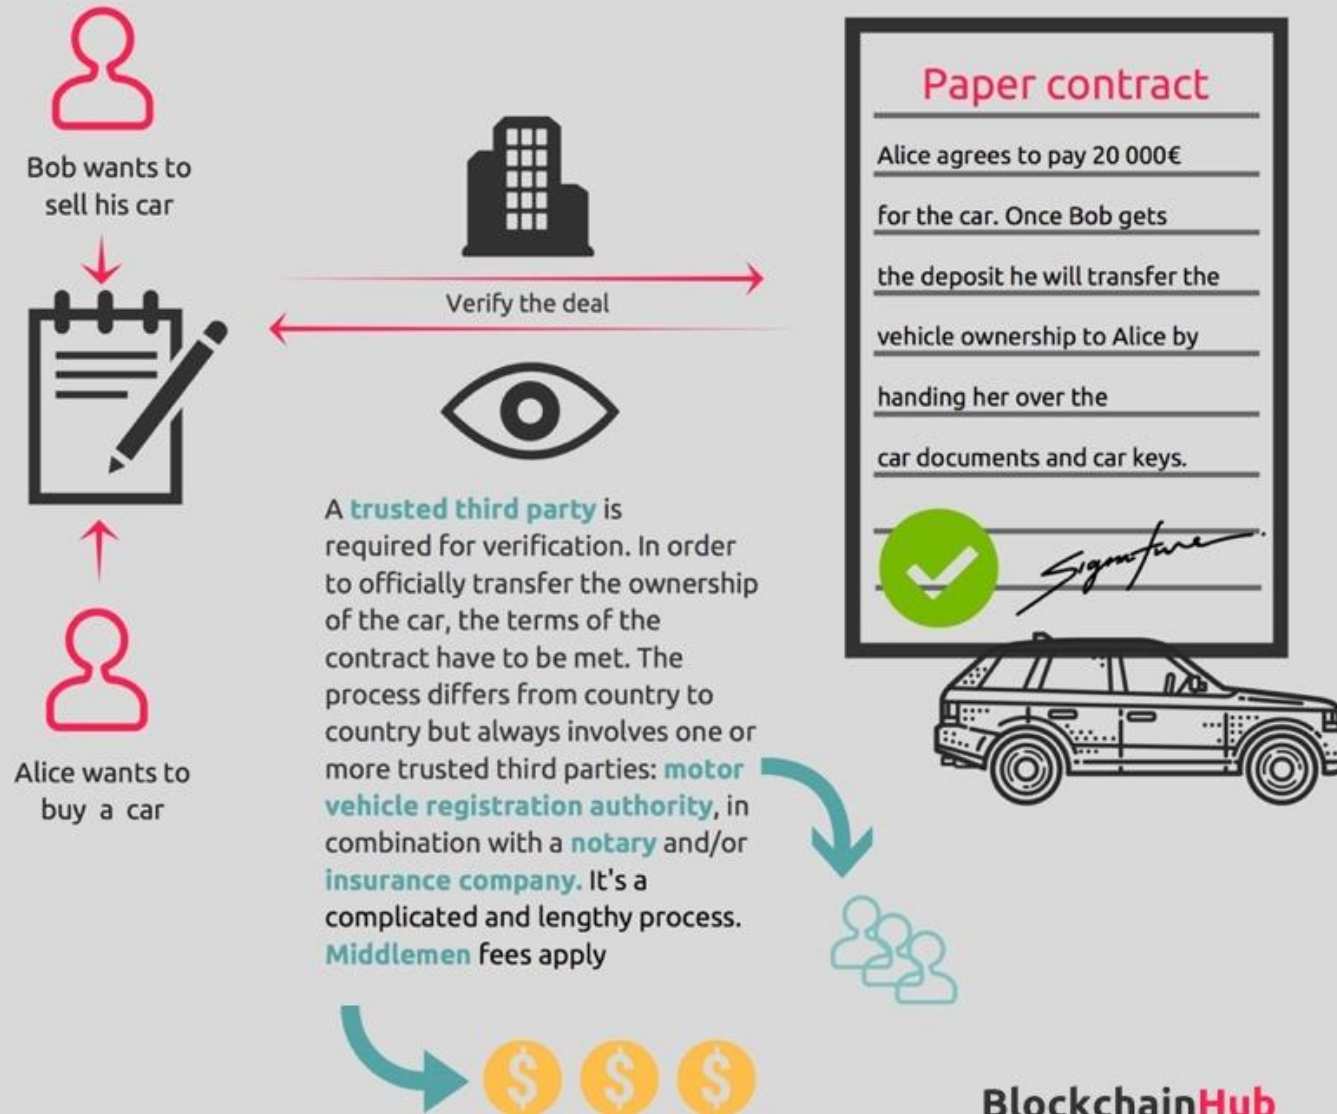 Bob wants to
sell his car
Alice wants to
buy a car
Verify the deal
A trusted third party is
required for verification. In order
to officially transfer the ownership
of the car, the terms of the
contract have to be met. The
process differs from country to
country but always involves one or
more trusted third parties: motor
vehicle registration authority, in
combination with a notary and/or
insurance company. It's a
complicated and lengthy process.
Middlemen fees apply
$ $ $
Paper contract
Alice agrees to pay 20 000€
for the car. Once Bob gets
the deposit he will transfer the
vehicle ownership to Alice by
handing her over the
car documents and car keys.
Signature
BlockchainHub